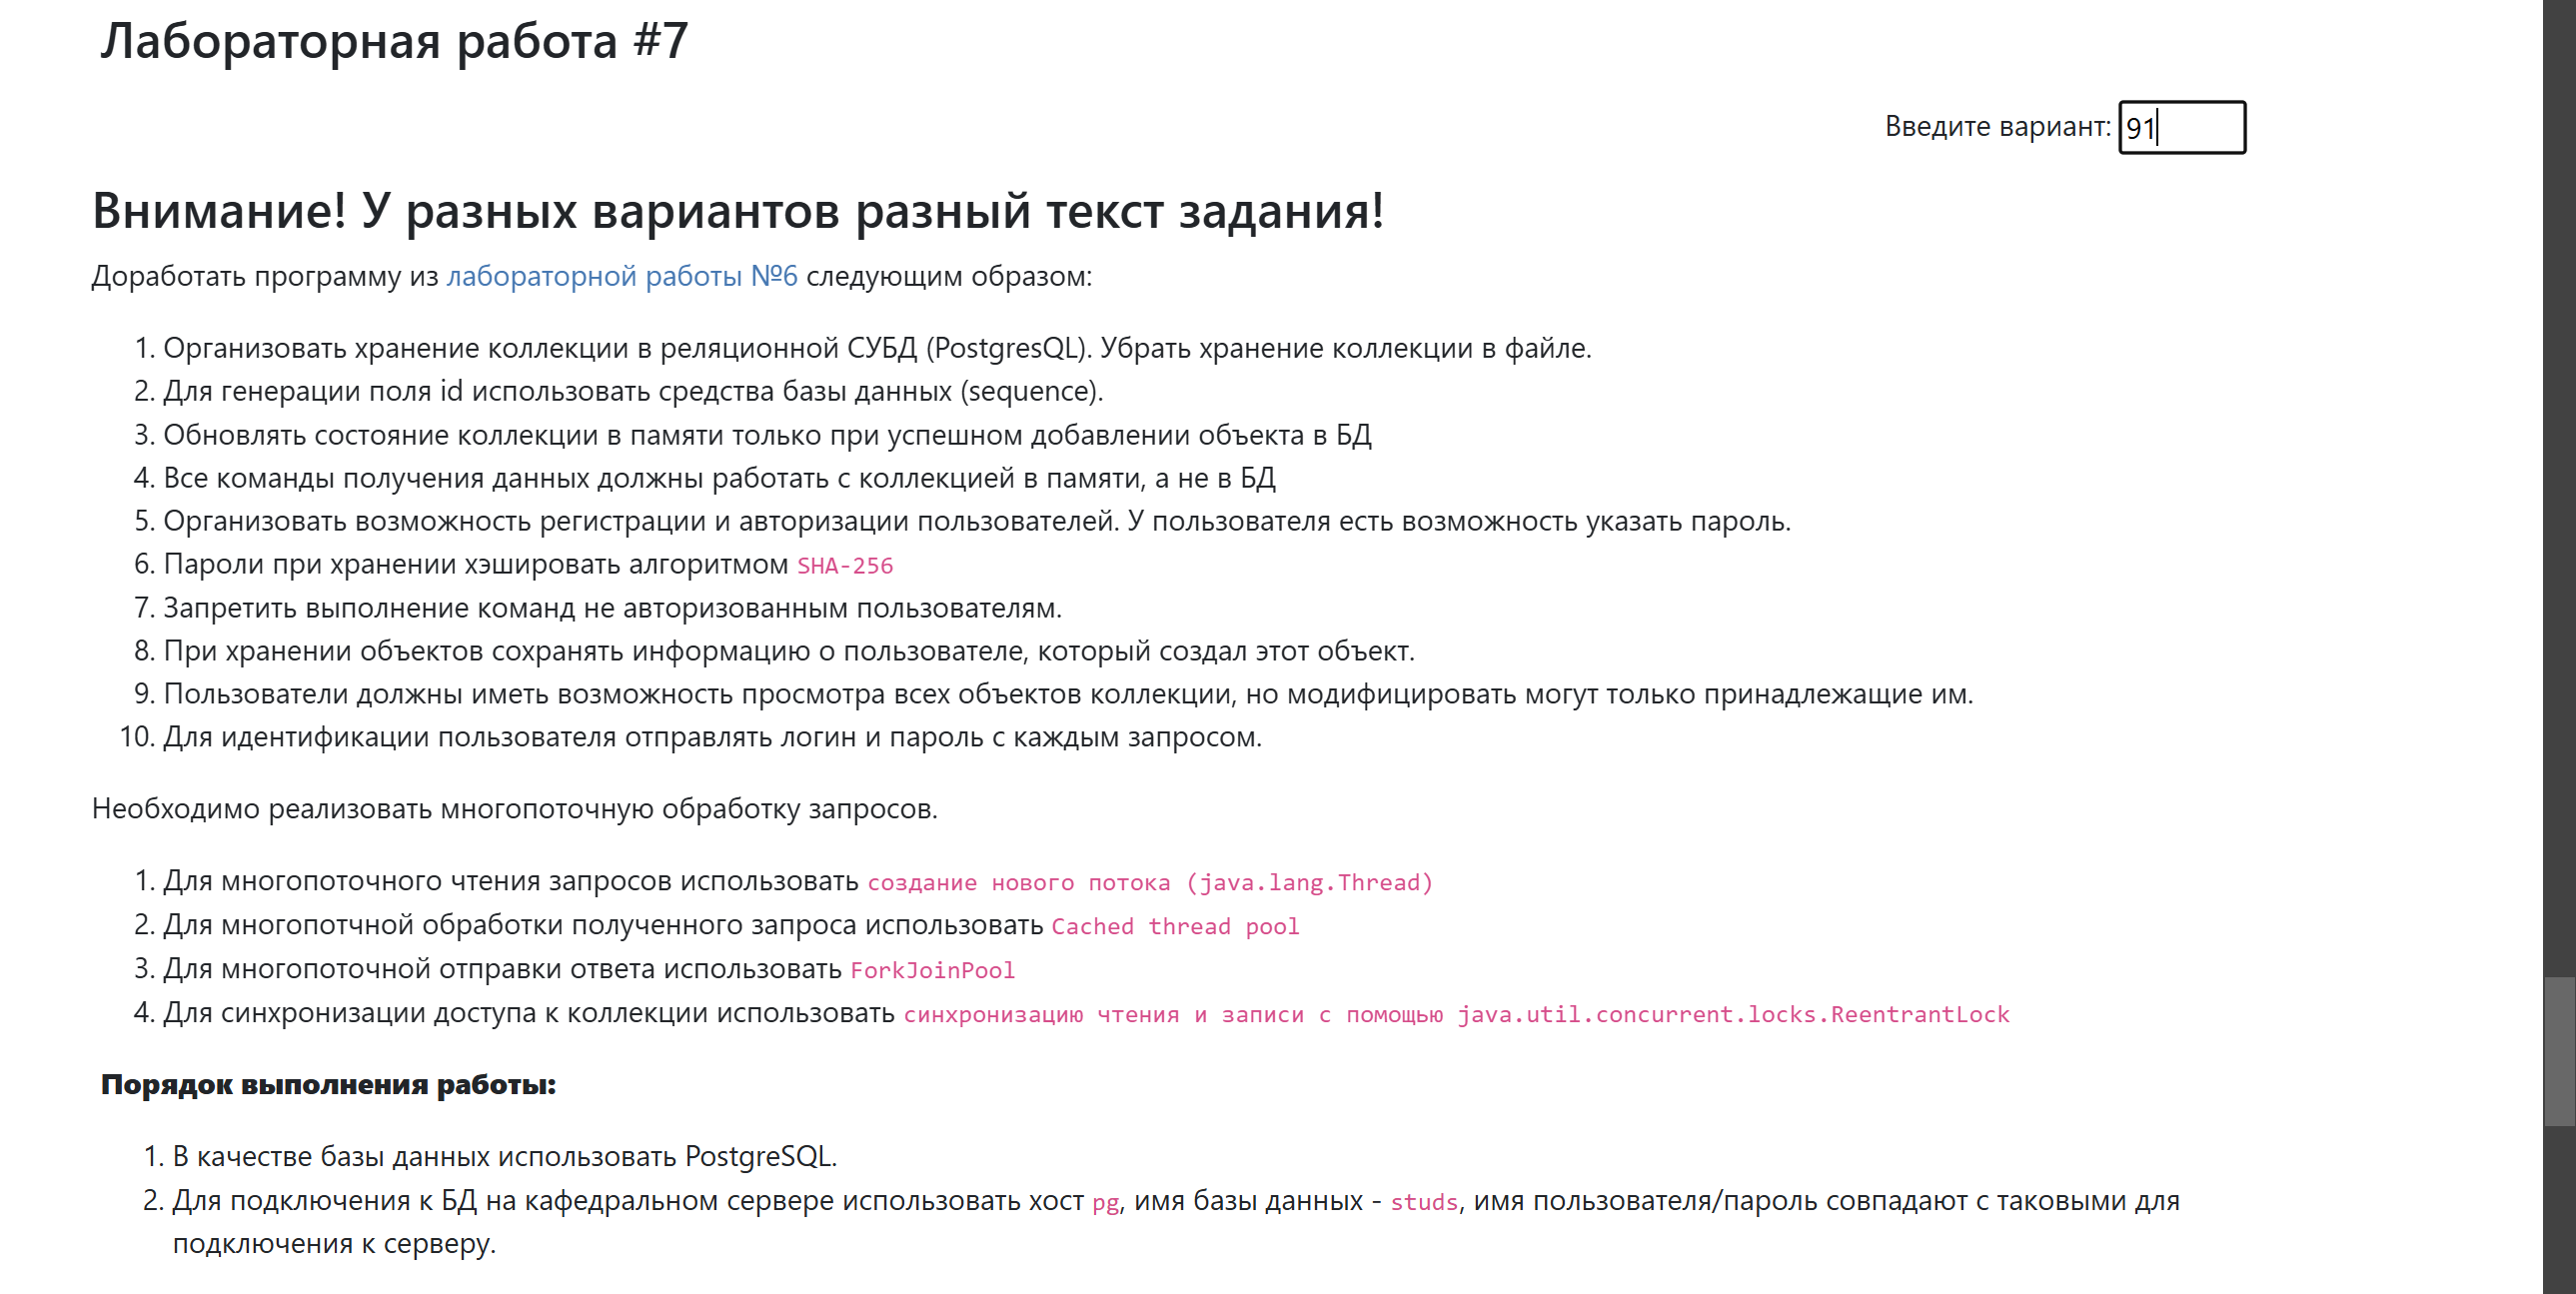 Лабораторная работа #7
Введите вариант: 91
Внимание! У разных вариантов разный текст задания!
Доработать программу из лабораторной работы №6 следующим образом:
1. Организовать хранение коллекции в реляционной СУБД (PostgresQL). Убрать хранение коллекции в файле.
2. Для генерации поля id использовать средства базы данных (sequence).
3. Обновлять состояние коллекции в памяти только при успешном добавлении объекта в БД
4. Все команды получения данных должны работать с коллекцией в памяти, а не в БД
5. Организовать возможность регистрации и авторизации пользователей. У пользователя есть возможность указать пароль.
6. Пароли при хранении хэшировать алгоритмом SHA-256
7. Запретить выполнение команд не авторизованным пользователям.
8. При хранении объектов сохранять информацию о пользователе, который создал этот объект.
9. Пользователи должны иметь возможность просмотра всех объектов коллекции, но модифицировать могут только принадлежащие им.
10. Для идентификации пользователя отправлять логин и пароль с каждым запросом.
Необходимо реализовать многопоточную обработку запросов.
1. Для многопоточного чтения запросов использовать создание нового потока (java.lang.Thread)
2. Для многопотчной обработки полученного запроса использовать Cached thread pool
3. Для многопоточной отправки ответа использовать ForkJoinPool
4. Для синхронизации доступа к коллекции использовать синхронизацию чтения и записи с помощью java.util.concurrent.locks.ReentrantLock
Порядок выполнения работы:
1. В качестве базы данных использовать PostgreSQL.
2. Для подключения к БД на кафедральном сервере использовать хост pg, имя базы данных - studs, имя пользователя/пароль совпадают с таковыми для
подключения к серверу.